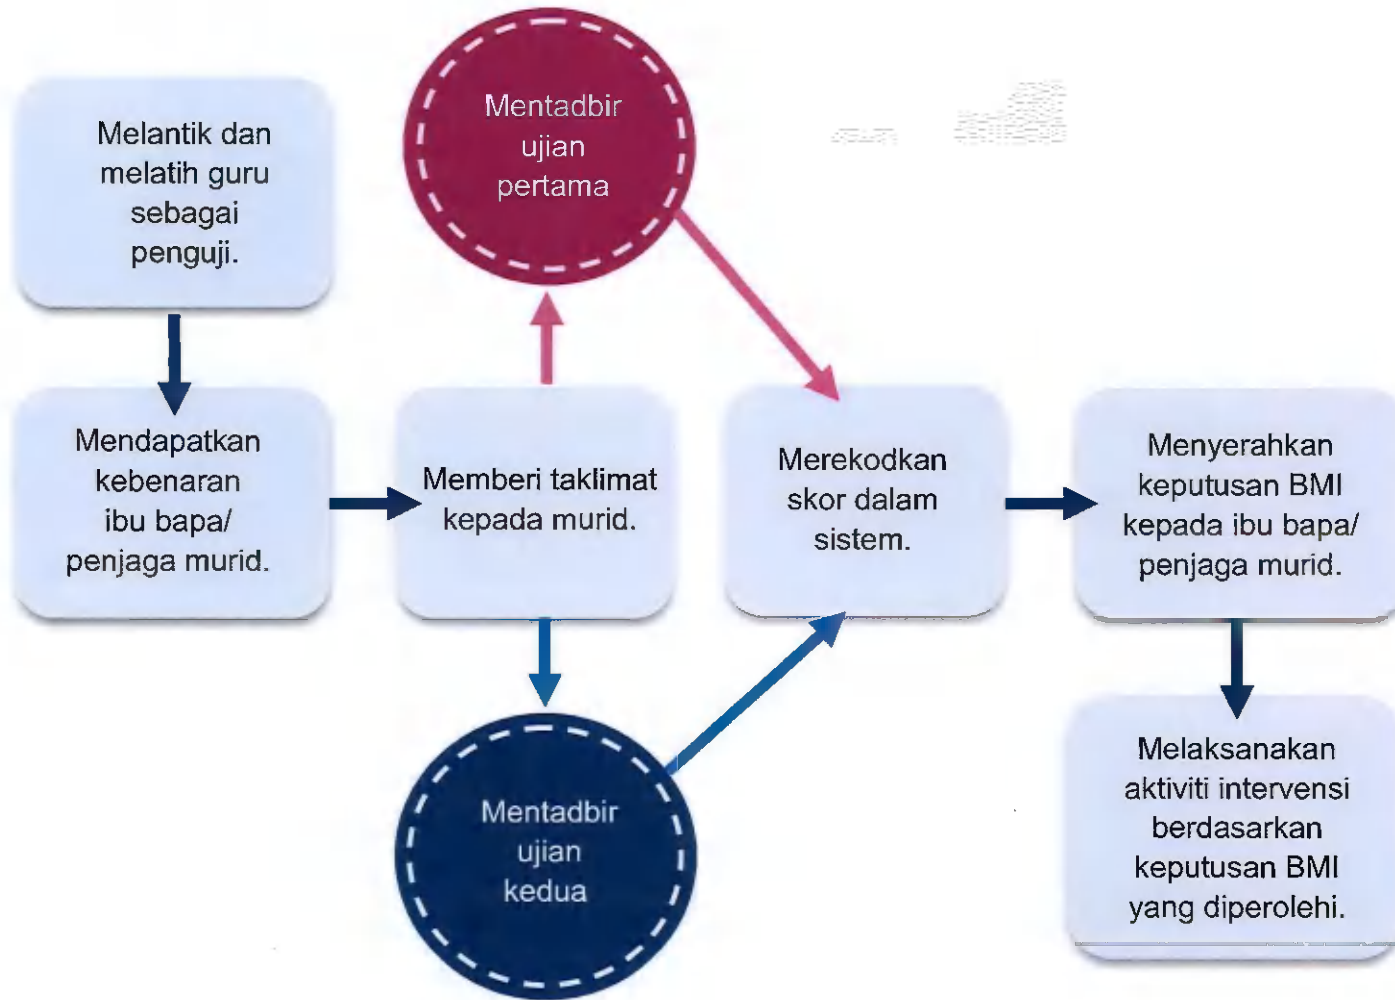 Melantik dan
melatih guru
sebagai
penguji.
Mendapatkan
kebenaran
ibu bapa/
penjaga murid.
Memberi taklimat
kepada murid.
Mentadbir
ujian
pertama
Mentadbir
ujian
kedua
Merekodkan
skor dalam
sistem.
Menyerahkan
keputusan BMI
kepada ibu bapa/
penjaga murid.
Melaksanakan
aktiviti intervensi
berdasarkan
keputusan BMI
yang diperolehi.